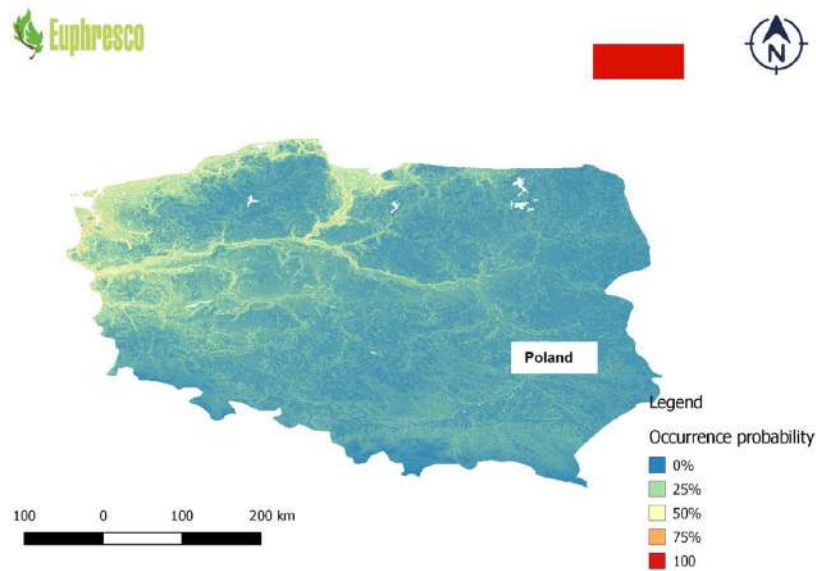 Euphresco
N
Poland
Legend
Occurrence probability
0%
25%
50%
75%
100
100 0 100 200 km